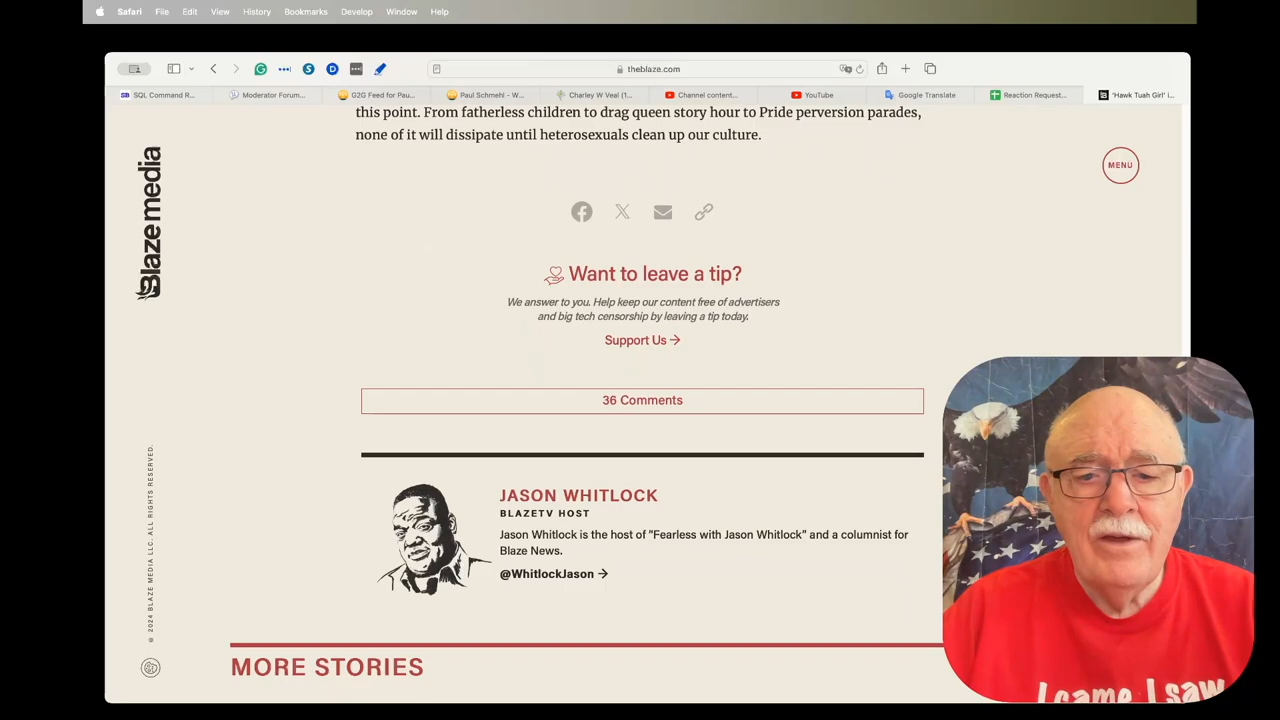 Safari File Edit View History Bookmarks Develop Window Help
theblaze.com
SQL Command R... Moderator Forum... G2G Feed for Pau... Paul Schmehl - W... Charley W Veal (1... Channel content... YouTube Google Translate Reaction Request... 'Hawk Tuah Girl' i...
this point. From fatherless children to drag queen story hour to Pride perversion parades,
none of it will dissipate until heterosexuals clean up our culture.
MENU
Blaze media
Want to leave a tip?
We answer to you. Help keep our content free of advertisers
and big tech censorship by leaving a tip today.
Support Us →
36 Comments
JASON WHITLOCK
BLAZETV HOST
Jason Whitlock is the host of “Fearless with Jason Whitlock” and a columnist for
Blaze News.
@WhitlockJason →
© 2024 BLAZE MEDIA LLC. ALL RIGHTS RESERVED.
MORE STORIES
I came I saw